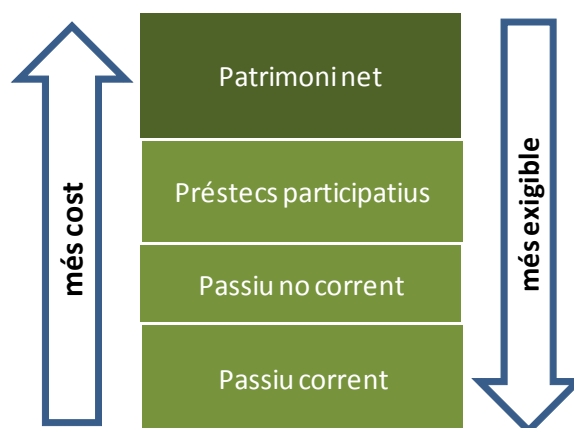 Patrimoni net
Préstecs participatius
Passiu no corrent
Passiu corrent
més cost
més exigible